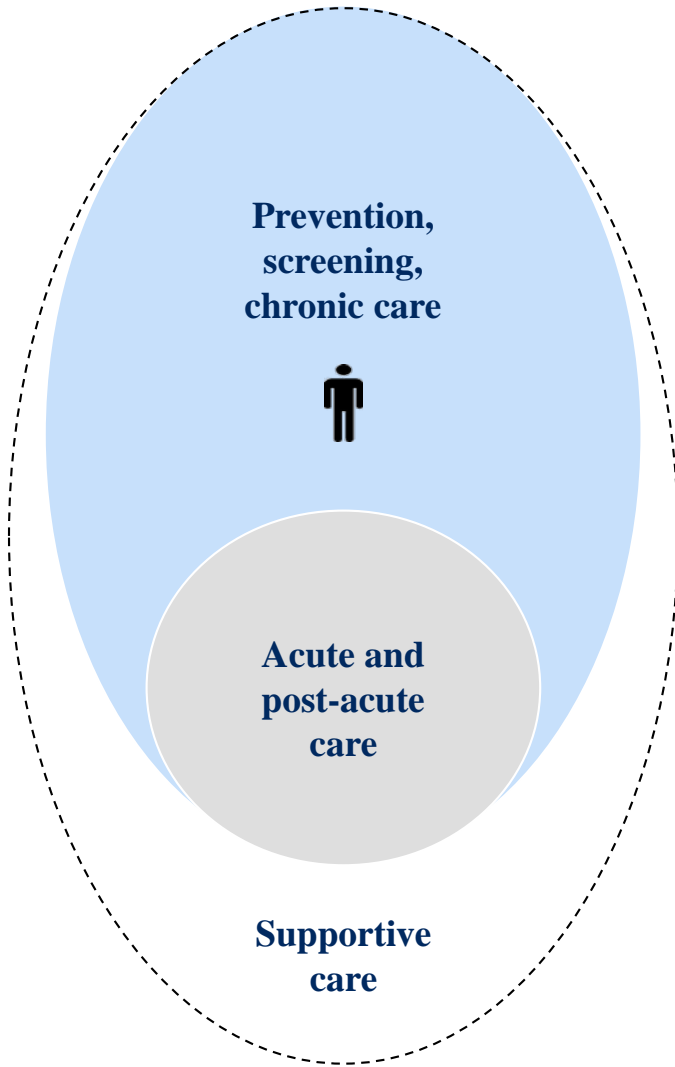 Prevention,
screening,
chronic care
Acute and
post-acute
care
Supportive
care